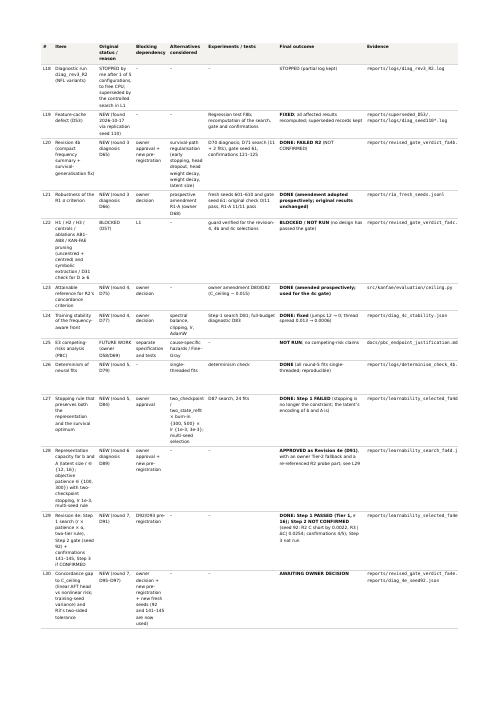 # Item Original status / reason Blocking dependency Alternatives considered Experiments / tests Final outcome Evidence
L18 Diagnostic run diag_rev3_R2 (NFL variants) STOPPED by me after 1 of 5 configurations, to free CPU; superseded by the controlled search in L1 – – – STOPPED (partial log kept) reports/logs/diag_rev3_R2.log
L19 Feature-cache defect (D53) NEW (found 2026-10-17 via replication seed 110) – – Regression test F8b; recomputation of the search, gate and confirmations FIXED; all affected results recomputed; superseded records kept reports/superseded_D53/, reports/logs/diag_seed110*.log
L20 Revision 4b (compact frequency summary + survival-generalisation fix) NEW (round 3 diagnosis D65) owner approval + new pre-registration survival-path regularisation (early stopping, head dropout, head weight decay, weight decay, latent size) D70 diagnosis, D71 search (11 + 2 fits), gate seed 61, confirmations 121–125 DONE: FAILED R2 (NOT CONFIRMED) reports/revised_gate_verdict_fa4b.
L21 Robustness of the R1 α criterion NEW (round 3 D66) owner decision prospective amendment R1-A (owner D68) fresh seeds 601–610 and gate seed 61: original check 0/11 pass, R1-A 11/11 pass DONE (amendment adopted prospectively; original results unchanged) reports/r1a_fresh_seeds.jsonl
L22 H1 / H2 / H3 / controls / ablations AB1–AB8 / KAN-FAE pruning (uncentred + centred) and symbolic extraction / D31 check for D ≥ 6 BLOCKED (D57) L1 – guard verified for the revision-4, 4b and 4c selections BLOCKED / NOT RUN (no design has passed the gate) reports/revised_gate_verdict_fa4c.
L23 Attainable reference for R2's concordance criterion NEW (round 4, D75) owner decision – owner amendment D80/D82 (C_ceiling − 0.015) DONE (amended prospectively; used for the 4c gate) src/kanfae/evaluation/ceiling.py
L24 Training stability of the frequency-aware front NEW (round 4, D77) owner decision spectral balance, clipping, lr, AdamW Step-1 search D81; full-budget diagnostic D83 DONE: fixed (jumps 12 → 0; thread spread 0.013 → 0.0006) reports/diag_4c_stability.json
L25 E3 competing-risks analysis (PBC) FUTURE WORK (owner D58/D69) separate specification and tests cause-specific hazards / Fine-Gray – NOT RUN; no competing-risk claims docs/pbc_endpoint_justification.md
L26 Determinism of neural fits NEW (round 5, D79) – single-threaded fits determinism check DONE (all round-5 fits single-threaded; reproducible) reports/logs/determinism_check_4b.
L27 Stopping rule that preserves both the representation and the survival optimum NEW (round 5, D84) owner approval two_checkpoint / two_state_refit × burn-in {300, 500} × lr {1e-3, 3e-3}; multi-seed selection D87 search, 24 fits DONE: Step 1 FAILED (stopping is no longer the constraint; the latent's encoding of b and A is) reports/learnability_selected_fa4d
L28 Representation capacity for b and A (latent size r ∈ {12, 16}; objective patience ∈ {100, 300}) with two-checkpoint stopping, lr 1e-3, multi-seed rule NEW (round 6 diagnosis D89) owner approval + new pre-registration – – APPROVED as Revision 4e (D91), with an owner Tier-2 fallback and a re-referenced R2 probe part; see L29 reports/learnability_search_fa4d.j
L29 Revision 4e: Step 1 search (r × patience × α, two-tier rule), Step 2 gate (seed 92) + confirmations 141–145, Step 3 if CONFIRMED NEW (round 7, D91) D92/D93 pre-registration – – DONE: Step 1 PASSED (Tier 1, r 16); Step 2 NOT CONFIRMED (seed 92: R2 C short by 0.0022, R3 | ΔC| 0.0254; confirmations 4/5); Step 3 not run reports/learnability_selected_fa4e
L30 Concordance gap to C_ceiling (linear AFT head vs nonlinear risk, training-seed variance) and R3's two-sided tolerance NEW (round 7, D95–D97) owner decision + new pre-registration + new fresh seeds (92 and 141–145 are now used) – – AWAITING OWNER DECISION reports/revised_gate_verdict_fa4e. reports/diag_4e_seed92.json